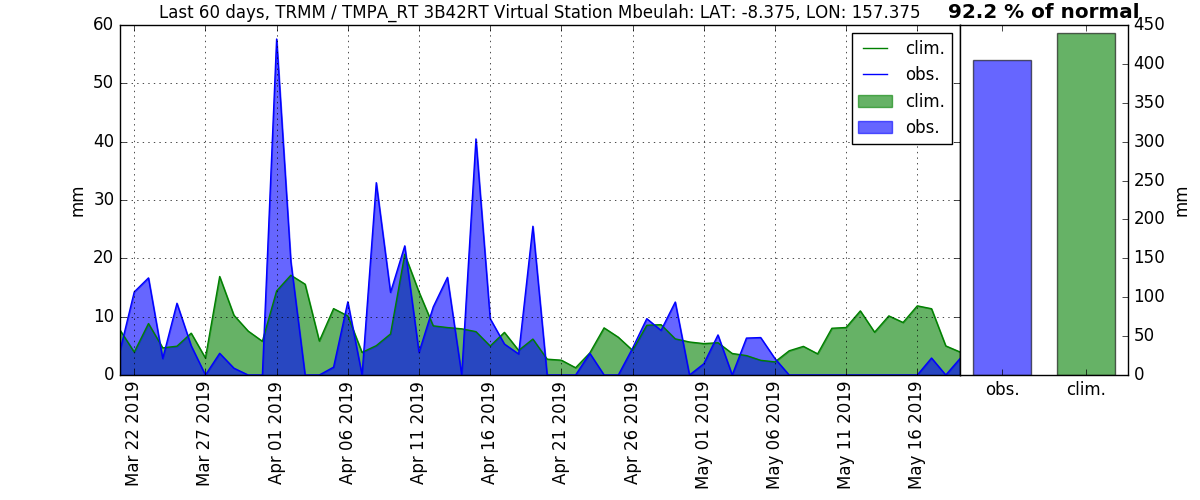 Last 60 days, TRMM / TMPA_RT 3B42RT Virtual Station Mbeulah: LAT: -8.375, LON: 157.375
92.2 % of normal
60
50
40
30
20
10
0
mm
clim.
obs.
clim.
obs.
450
400
350
300
250
200
150
100
50
0
mm
obs.
clim.
Mar 22 2019
Mar 27 2019
Apr 01 2019
Apr 06 2019
Apr 11 2019
Apr 16 2019
Apr 21 2019
Apr 26 2019
May 01 2019
May 06 2019
May 11 2019
May 16 2019